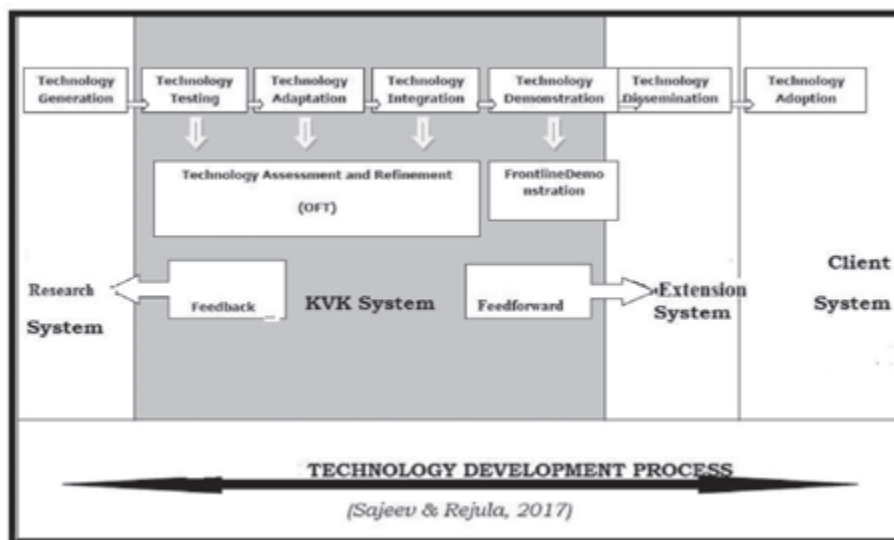 Technology
Generation
Technology
Testing
Technology
Adaptation
Technology
Integration
Technology
Demonstration
Technology
Dissemination
Technology
Adoption
Technology Assessment and Refinement
(OFT)
FrontlineDemo
nstration
Research
System
Feedback
KVK System
Feedforward
Extension
System
Client
System
TECHNOLOGY DEVELOPMENT PROCESS
(Sajeev & Rejula, 2017)